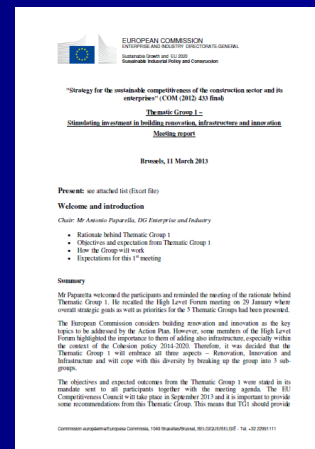 EUROPEAN COMMISSION
ENTERPRISE AND INDUSTRY DIRECTORATE-GENERAL
Sustainable Growth and EU 2020
Sustainable Industrial Policy and Construction
"Strategy for the sustainable competitiveness of the construction sector and its
enterprises" (COM (2012) 433 final)
Thematic Group 1 –
Stimulating investment in building renovation, infrastructure and innovation
Meeting report
Brussels, 11 March 2013
Present: see attached list (Excel file)
Welcome and introduction
Chair: Mr Antonio Paparella, DG Enterprise and Industry
• Rationale behind Thematic Group 1
• Objectives and expectation from Thematic Group 1
• How the Group will work
• Expectations for this 1st meeting
Summary
Mr Paparella welcomed the participants and reminded the meeting of the rationale behind
Thematic Group 1. He recalled the High Level Forum meeting on 29 January where
overall strategic goals as well as priorities for the 5 Thematic Groups had been presented.
The European Commission considers building renovation and innovation as the key
topics to be addressed by the Action Plan. However, some members of the High Level
Forum highlighted the importance to them of adding also infrastructure, especially within
the context of the Cohesion policy 2014-2020. Therefore, it was decided that the
Thematic Group 1 will embrace all three aspects – Renovation, Innovation and
Infrastructure and will cope with this diversity by breaking up the group into 3 sub-
groups.
The objectives and expected outcomes from the Thematic Group 1 were stated in its
mandate sent to all participants together with the meeting agenda. The EU
Competitiveness Council will take place in September 2013 and it is important to provide
some recommendations from this Thematic Group. This means that TG1 should provide
Commission européenne/Europese Commissie, 1049 Bruxelles/Brussel, BELGIQUE/BELGIË - Tel. +32 22991111